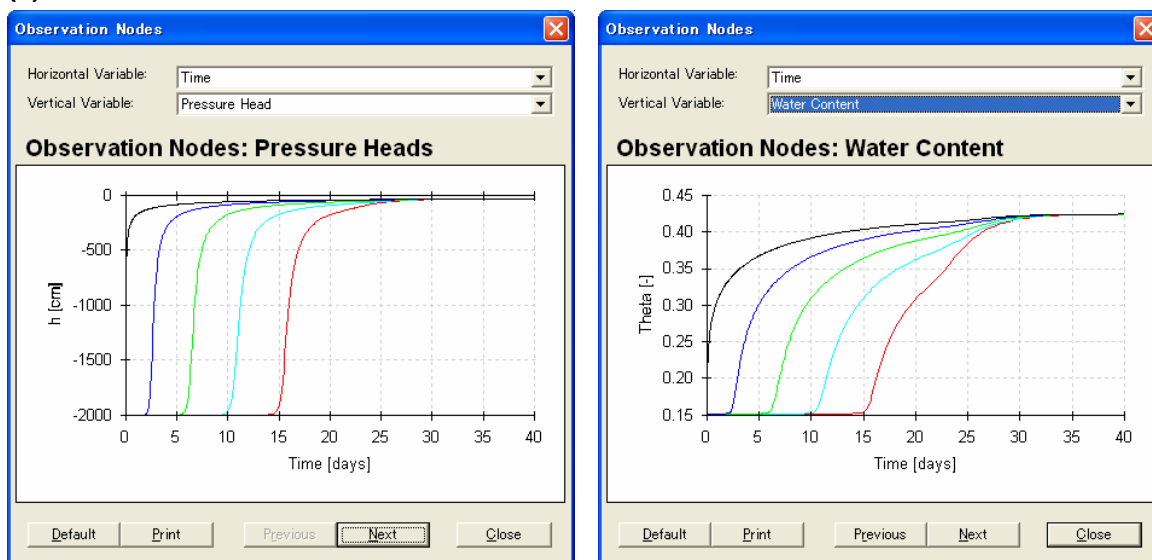 Observation Nodes
Horizontal Variable: Time
Vertical Variable: Pressure Head
Observation Nodes: Pressure Heads
0
-500
-1000
-1500
-2000
h [cm]
0 5 10 15 20 25 30 35 40
Time [days]
Default Print Previous Next Close
Observation Nodes
Horizontal Variable: Time
Vertical Variable: Water Content
Observation Nodes: Water Content
0.45
0.40
0.35
0.30
0.25
0.20
0.15
Theta [-]
0 5 10 15 20 25 30 35 40
Time [days]
Default Print Previous Next Close